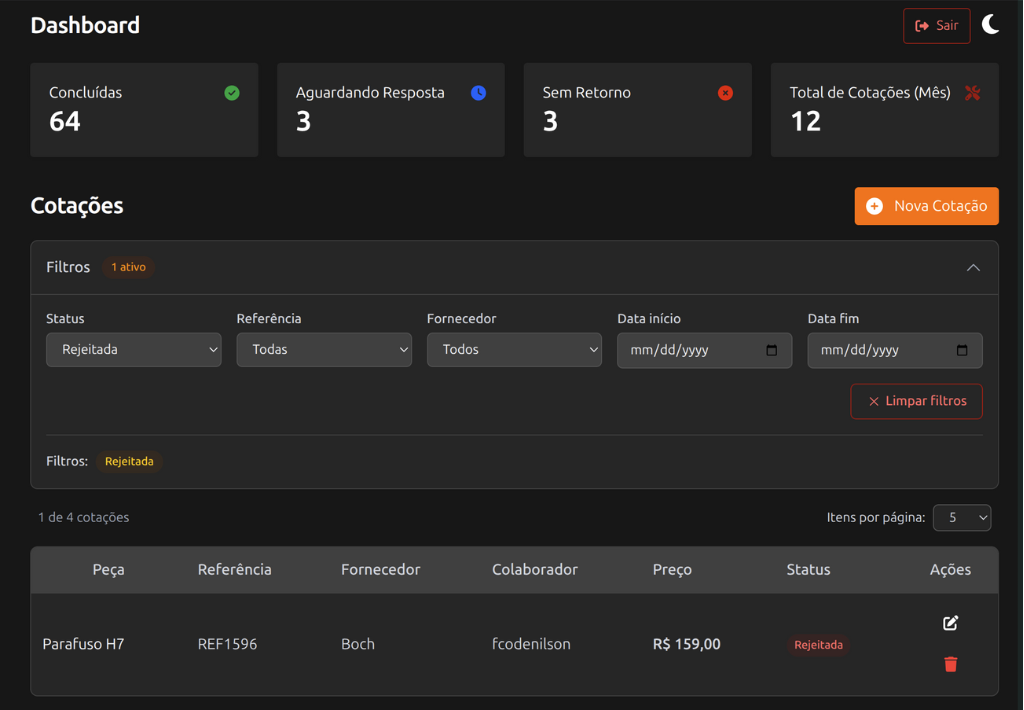 Dashboard
Sair
Concluídas
64
Aguardando Resposta
3
Sem Retorno
3
Total de Cotações (Mês)
12
Cotações
Nova Cotação
Filtros 1 ativo
Status Referência Fornecedor Data início Data fim
Rejeitada Todas Todos mm/dd/yyyy mm/dd/yyyy
Limpar filtros
Filtros: Rejeitada
1 de 4 cotações Itens por página: 5
Peça Referência Fornecedor Colaborador Preço Status Ações
Parafuso H7 REF1596 Boch fcodenilson R$ 159,00 Rejeitada